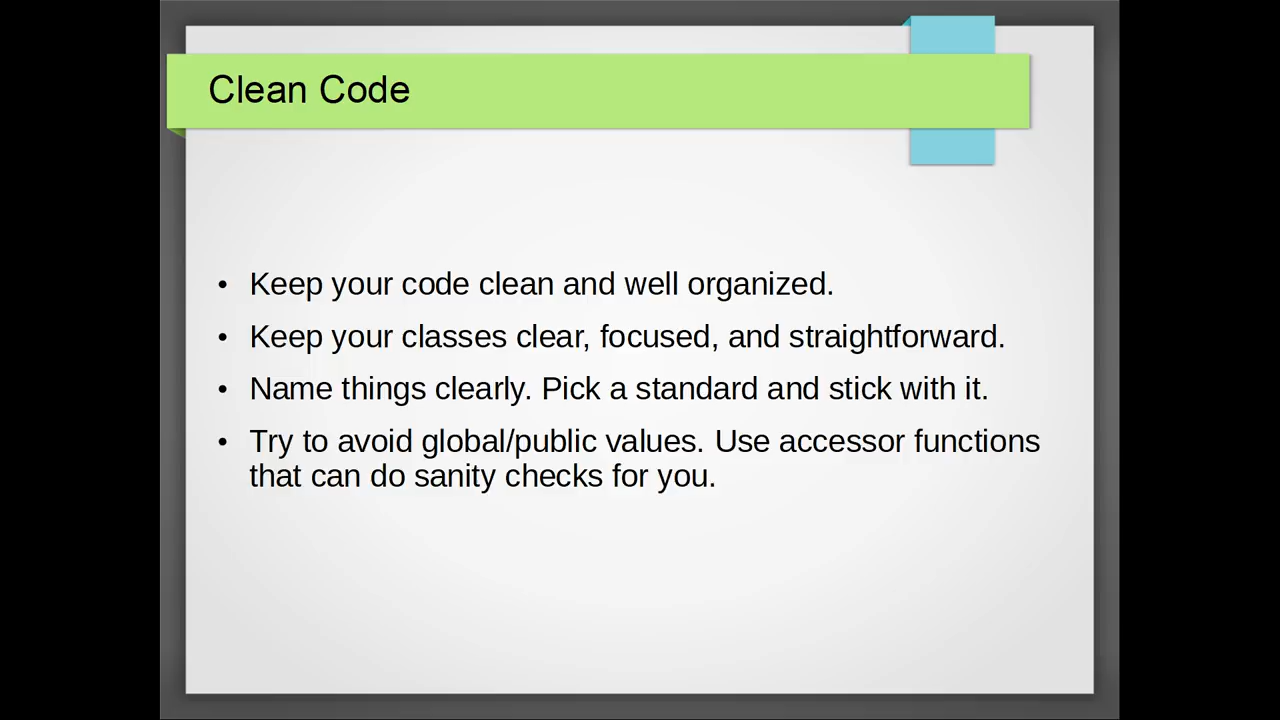 Clean Code
• Keep your code clean and well organized.
• Keep your classes clear, focused, and straightforward.
• Name things clearly. Pick a standard and stick with it.
• Try to avoid global/public values. Use accessor functions
that can do sanity checks for you.